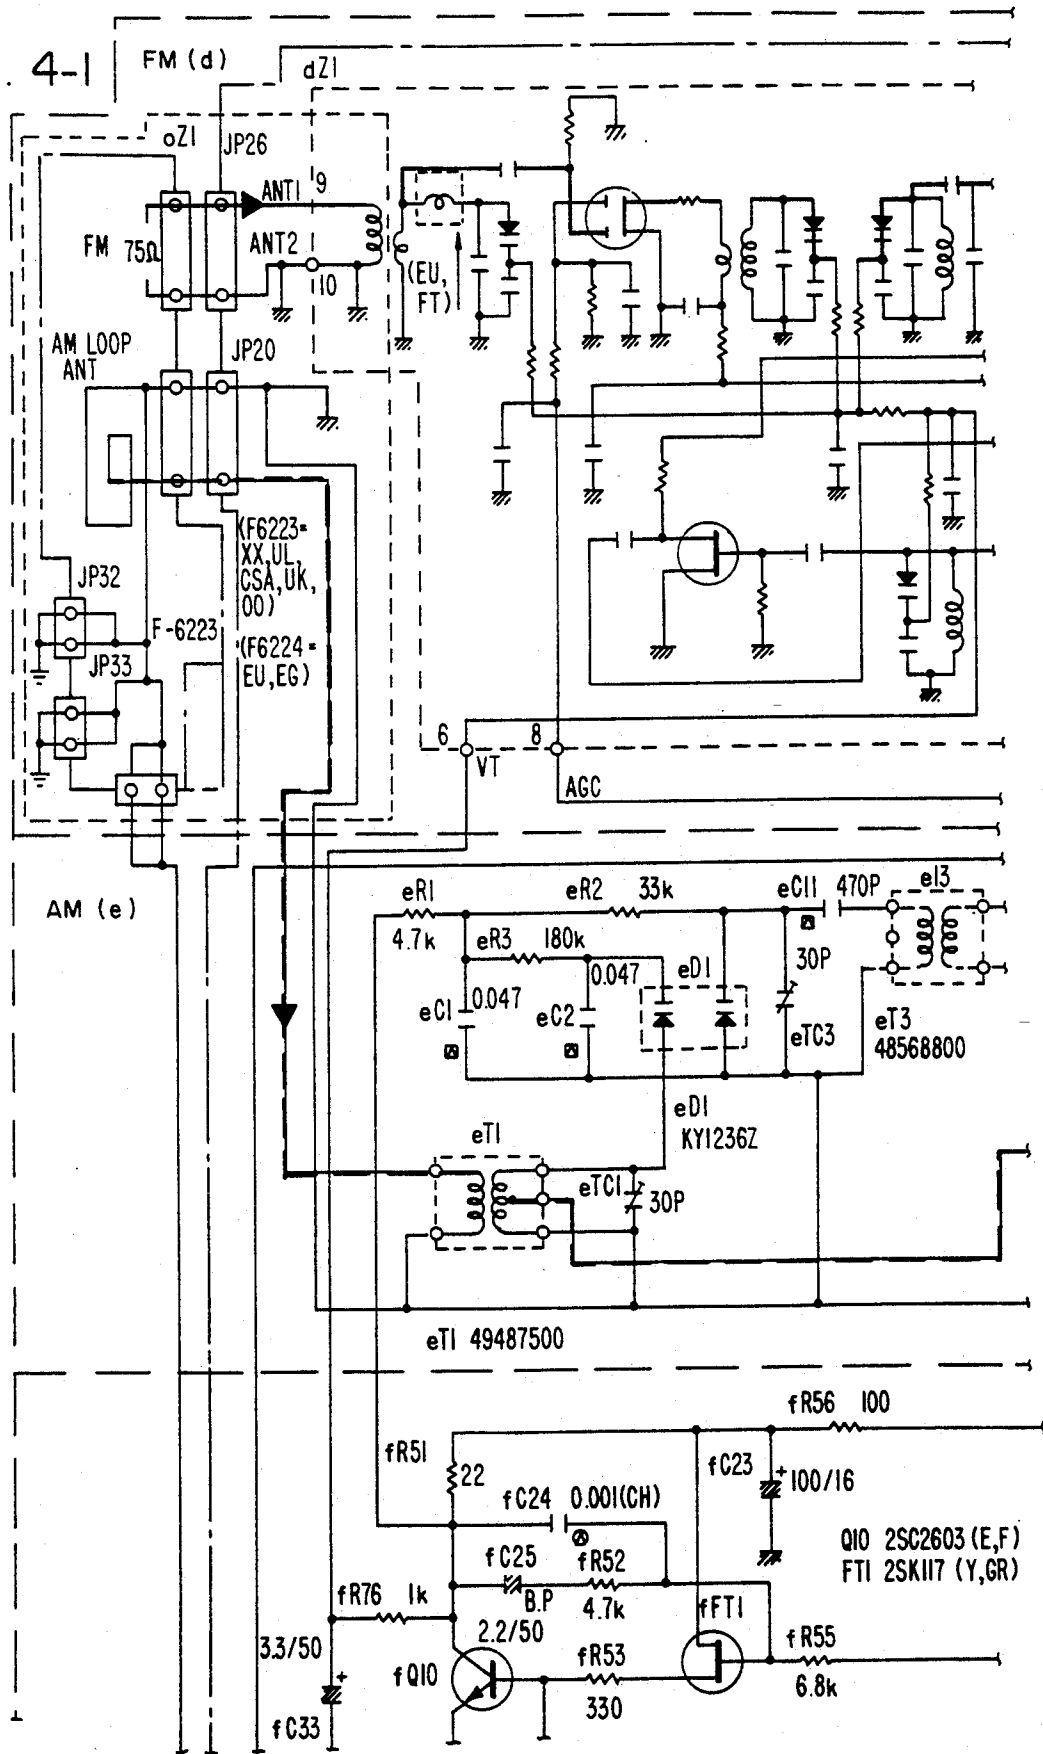 4-1
FM (d)
dZ1
oZ1
JP26
ANT1
9
FM
75Ω
ANT2
10
(EU,
FT)
AM LOOP
ANT
JP20
(F6223=
XX,UL,
CSA,UK,
OO)
JP32
F-6223
(F6224=
EU,EG)
JP33
6
VT
8
AGC
AM (e)
eR1
4.7k
eR2
33k
eC11
470P
eT3
eR3
180k
0.047
0.047
eD1
30P
eC1
eC2
eTC3
eT3
48568800
eD1
KY1236Z
eT1
eTC1
30P
eT1 49487500
fR56 100
fR51
22
fC23
+
100/16
fC24 0.001(CH)
Q10 2SC2603 (E,F)
FT1 2SK117 (Y,GR)
fC25
B.P
2.2/50
fR52
4.7k
fR76 1k
fFT1
3.3/50
+
fC33
fQ10
fR53
330
fR55
6.8k